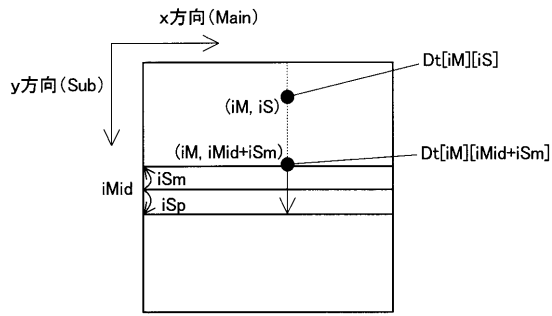 x方向(Main)
Dt[iM][iS]
y方向(Sub)
(iM, iS)
(iM, iMid+iSm)
Dt[iM][iMid+iSm]
iSm
iMid
iSp